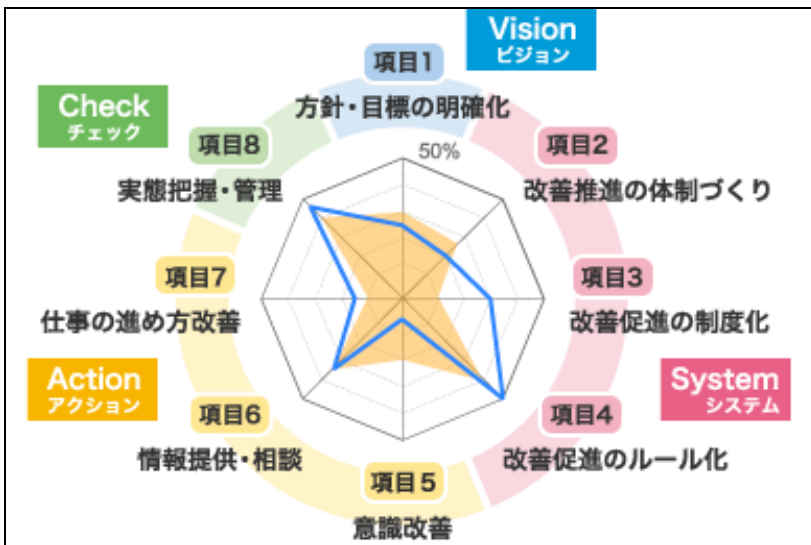 Vision
ビジョン
項目1
方針・目標の明確化
Check
チェック
項目8
実態把握・管理
50%
項目2
改善推進の体制づくり
項目7
仕事の進め方改善
項目3
改善促進の制度化
Action
アクション
System
システム
項目6
情報提供・相談
項目4
改善促進のルール化
項目5
意識改善